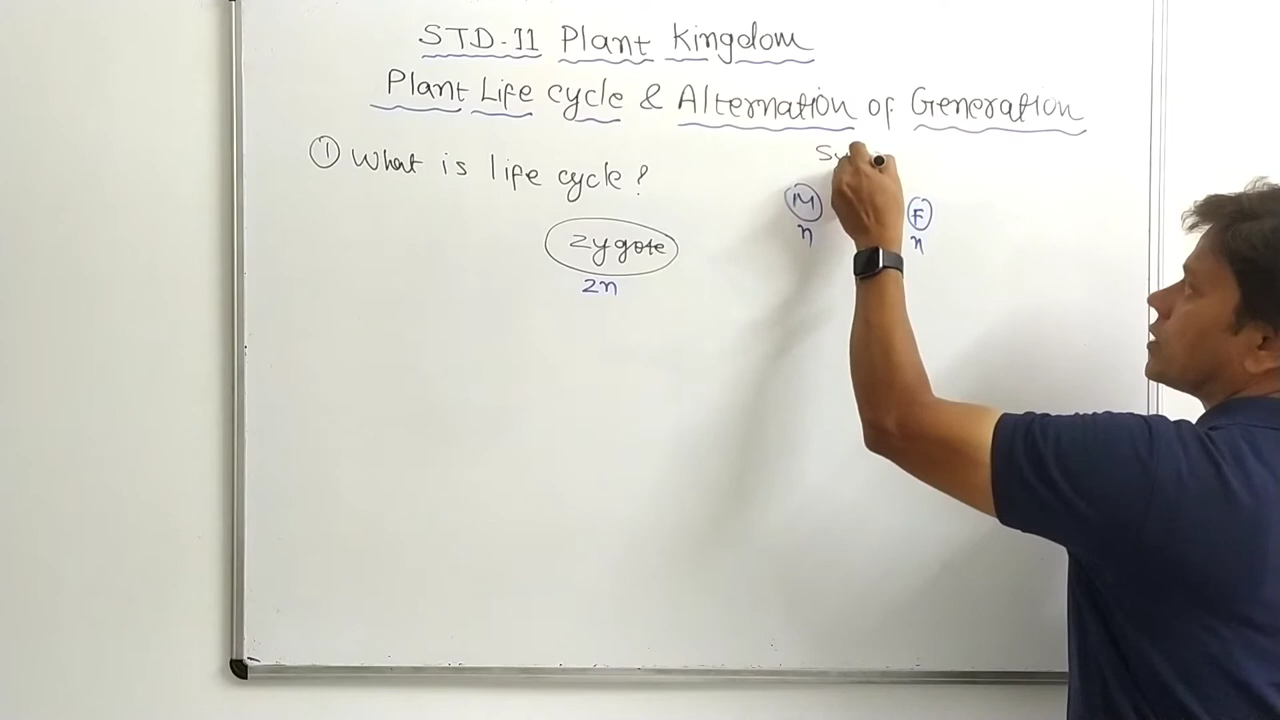 STD-11 Plant Kingdom
Plant Life cycle & Alternation of Generation
① What is life cycle?
M F
n n
zygote
2n